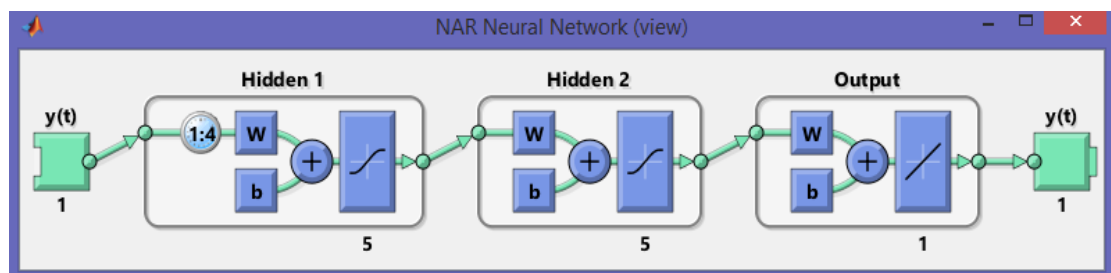 NAR Neural Network (view)
Hidden 1
Hidden 2
Output
y(t)
y(t)
1:4
W
W
W
b
b
b
1
5
5
1
1